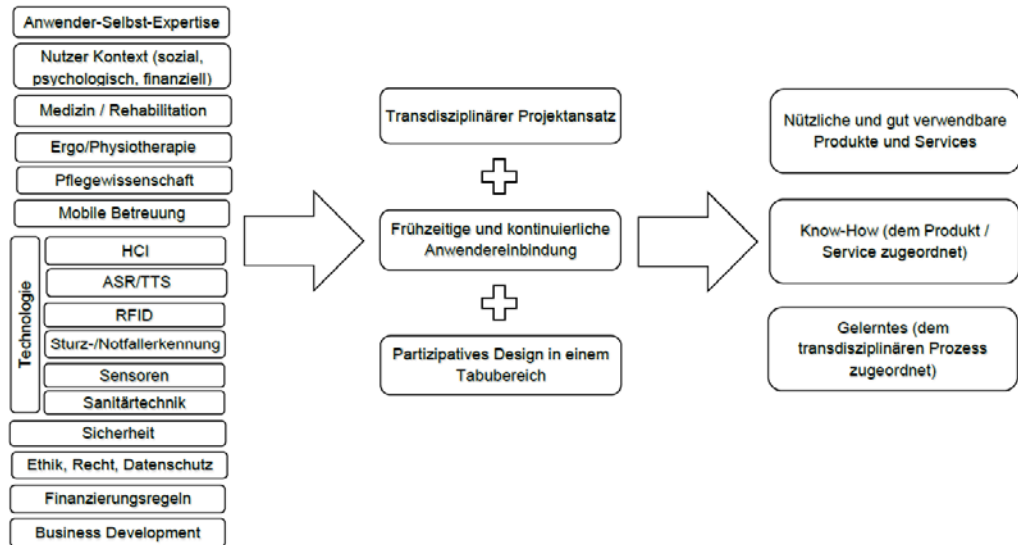 Anwender-Selbst-Expertise
Nutzer Kontext (sozial,
psychologisch, finanziell)
Medizin / Rehabilitation
Ergo/Physiotherapie
Pflegewissenschaft
Mobile Betreuung
Technologie
HCI
ASR/TTS
RFID
Sturz-/Notfallerkennung
Sensoren
Sanitärtechnik
Sicherheit
Ethik, Recht, Datenschutz
Finanzierungsregeln
Business Development
Transdisziplinärer Projektansatz
Frühzeitige und kontinuierliche
Anwendereinbindung
Partizipatives Design in einem
Tabubereich
Nützliche und gut verwendbare
Produkte und Services
Know-How (dem Produkt /
Service zugeordnet)
Gelerntes (dem
transdisziplinären Prozess
zugeordnet)